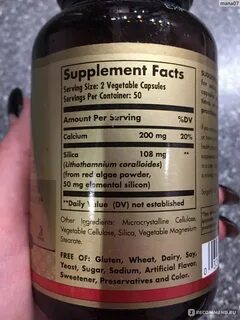 mana07
Supplement Facts
Serving Size: 2 Vegetable Capsules
Servings Per Container: 50
Amount Per Serving %DV
Calcium 200 mg 20%
Silica 108 mg **
(Lithothamnium coralloides)
(from red algae powder,
50 mg elemental silicon)
**Daily Value (DV) not established
Other Ingredients: Microcrystalline Cellulose,
Vegetable Cellulose, Silica, Vegetable Magnesium
Stearate.
FREE OF: Gluten, Wheat, Dairy, Soy,
Yeast, Sugar, Sodium, Artificial Flavor,
Sweetener, Preservatives and Color.